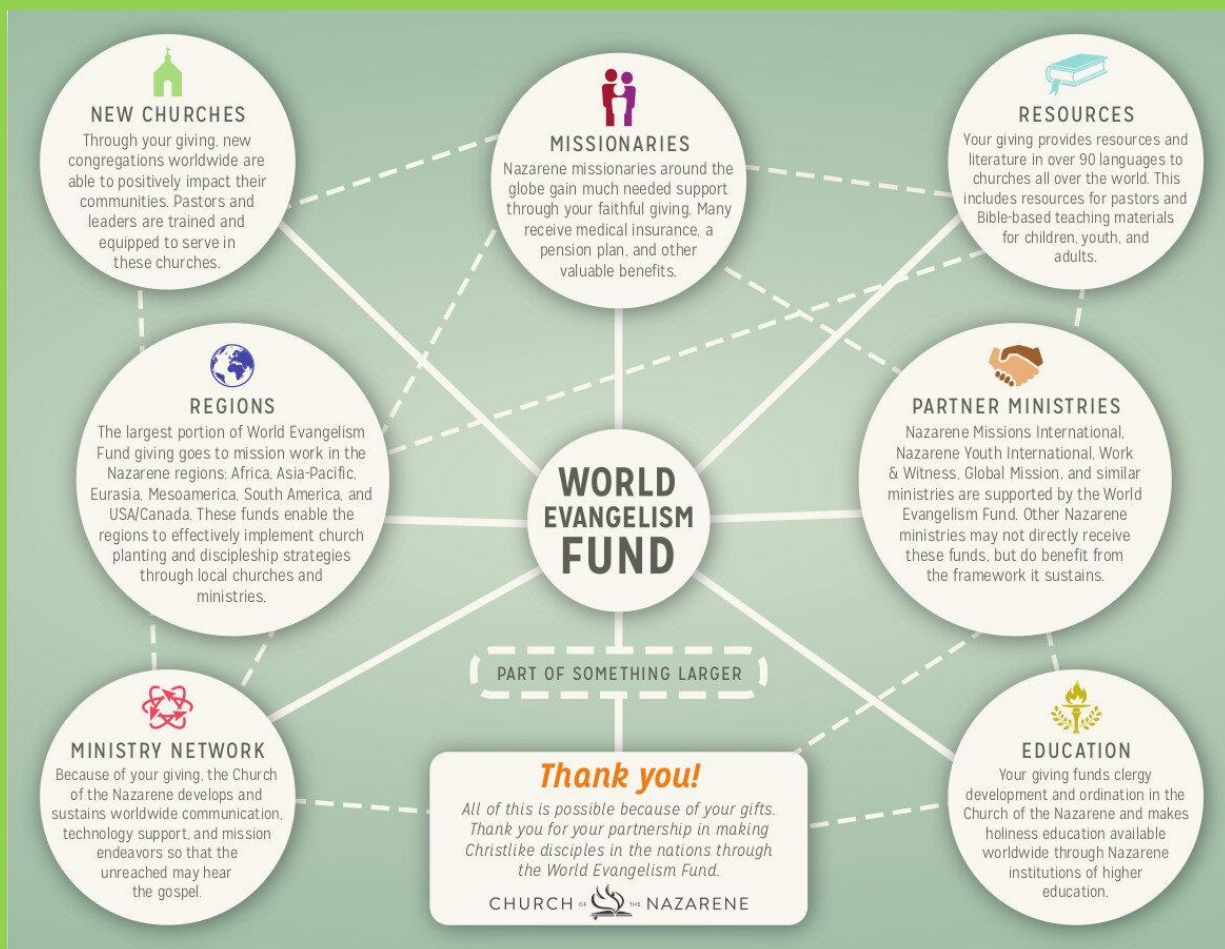 NEW CHURCHES
Through your giving, new
congregations worldwide are
able to positively impact their
communities. Pastors and
leaders are trained and
equipped to serve in
these churches.
MISSIONARIES
Nazarene missionaries around the
globe gain much needed support
through your faithful giving. Many
receive medical insurance, a
pension plan, and other
valuable benefits.
RESOURCES
Your giving provides resources and
literature in over 90 languages to
churches all over the world. This
includes resources for pastors and
Bible-based teaching materials
for children, youth, and
adults.
REGIONS
The largest portion of World Evangelism
Fund giving goes to mission work in the
Nazarene regions: Africa, Asia-Pacific,
Eurasia, Mesoamerica, South America, and
USA/Canada. These funds enable the
regions to effectively implement church
planting and discipleship strategies
through local churches and
ministries.
WORLD
EVANGELISM
FUND
PARTNER MINISTRIES
Nazarene Missions International,
Nazarene Youth International, Work
& Witness, Global Mission, and similar
ministries are supported by the World
Evangelism Fund. Other Nazarene
ministries may not directly receive
these funds, but do benefit from
the framework it sustains.
PART OF SOMETHING LARGER
MINISTRY NETWORK
Because of your giving, the Church
of the Nazarene develops and
sustains worldwide communication,
technology support, and mission
endeavors so that the
unreached may hear
the gospel.
Thank you!
All of this is possible because of your gifts.
Thank you for your partnership in making
Christlike disciples in the nations through
the World Evangelism Fund.
CHURCH OF THE NAZARENE
EDUCATION
Your giving funds clergy
development and ordination in the
Church of the Nazarene and makes
holiness education available
worldwide through Nazarene
institutions of higher
education.